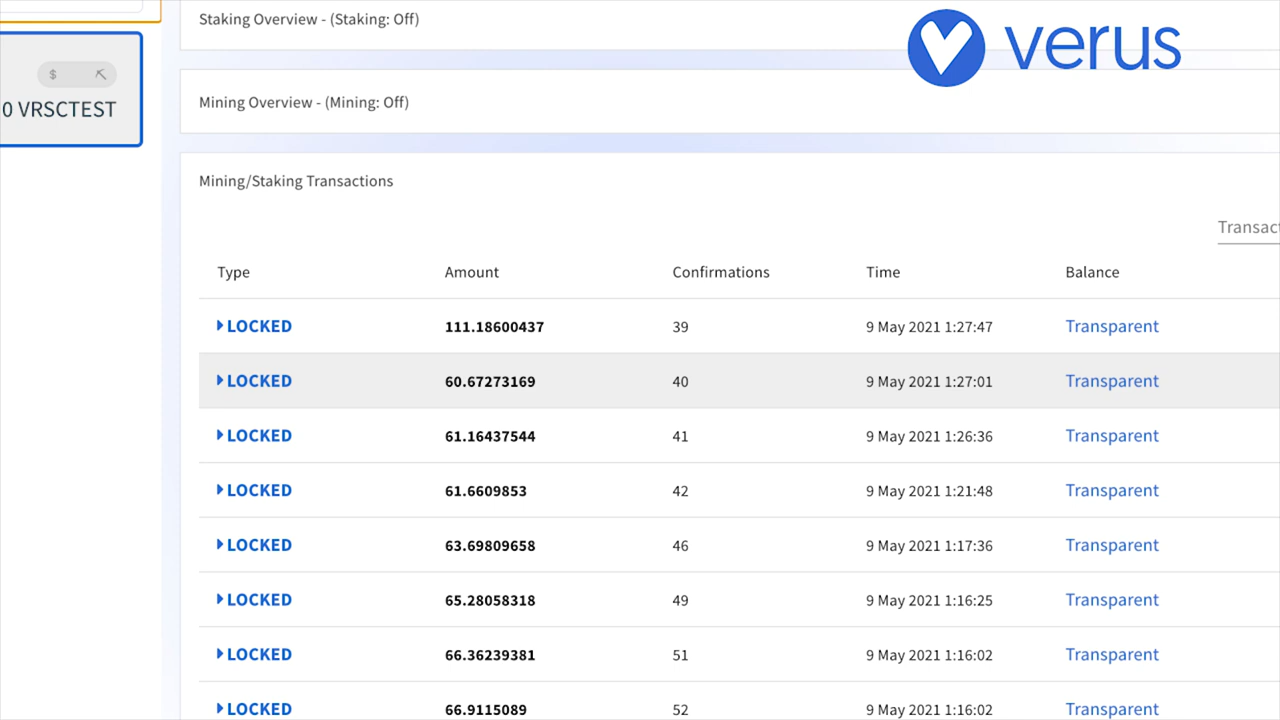 Staking Overview - (Staking: Off)
verus
Mining Overview - (Mining: Off)
$
0 VRSCTEST
Mining/Staking Transactions
Transact
Type Amount Confirmations Time Balance
LOCKED 111.18600437 39 9 May 2021 1:27:47 Transparent
LOCKED 60.67273169 40 9 May 2021 1:27:01 Transparent
LOCKED 61.16437544 41 9 May 2021 1:26:36 Transparent
LOCKED 61.6609853 42 9 May 2021 1:21:48 Transparent
LOCKED 63.69809658 46 9 May 2021 1:17:36 Transparent
LOCKED 65.28058318 49 9 May 2021 1:16:25 Transparent
LOCKED 66.36239381 51 9 May 2021 1:16:02 Transparent
LOCKED 66.9115089 52 9 May 2021 1:16:02 Transparent